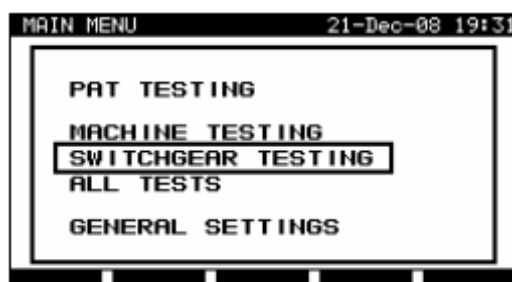 MAIN MENU 21-Dec-08 19:31
PAT TESTING
MACHINE TESTING
SWITCHGEAR TESTING
ALL TESTS
GENERAL SETTINGS